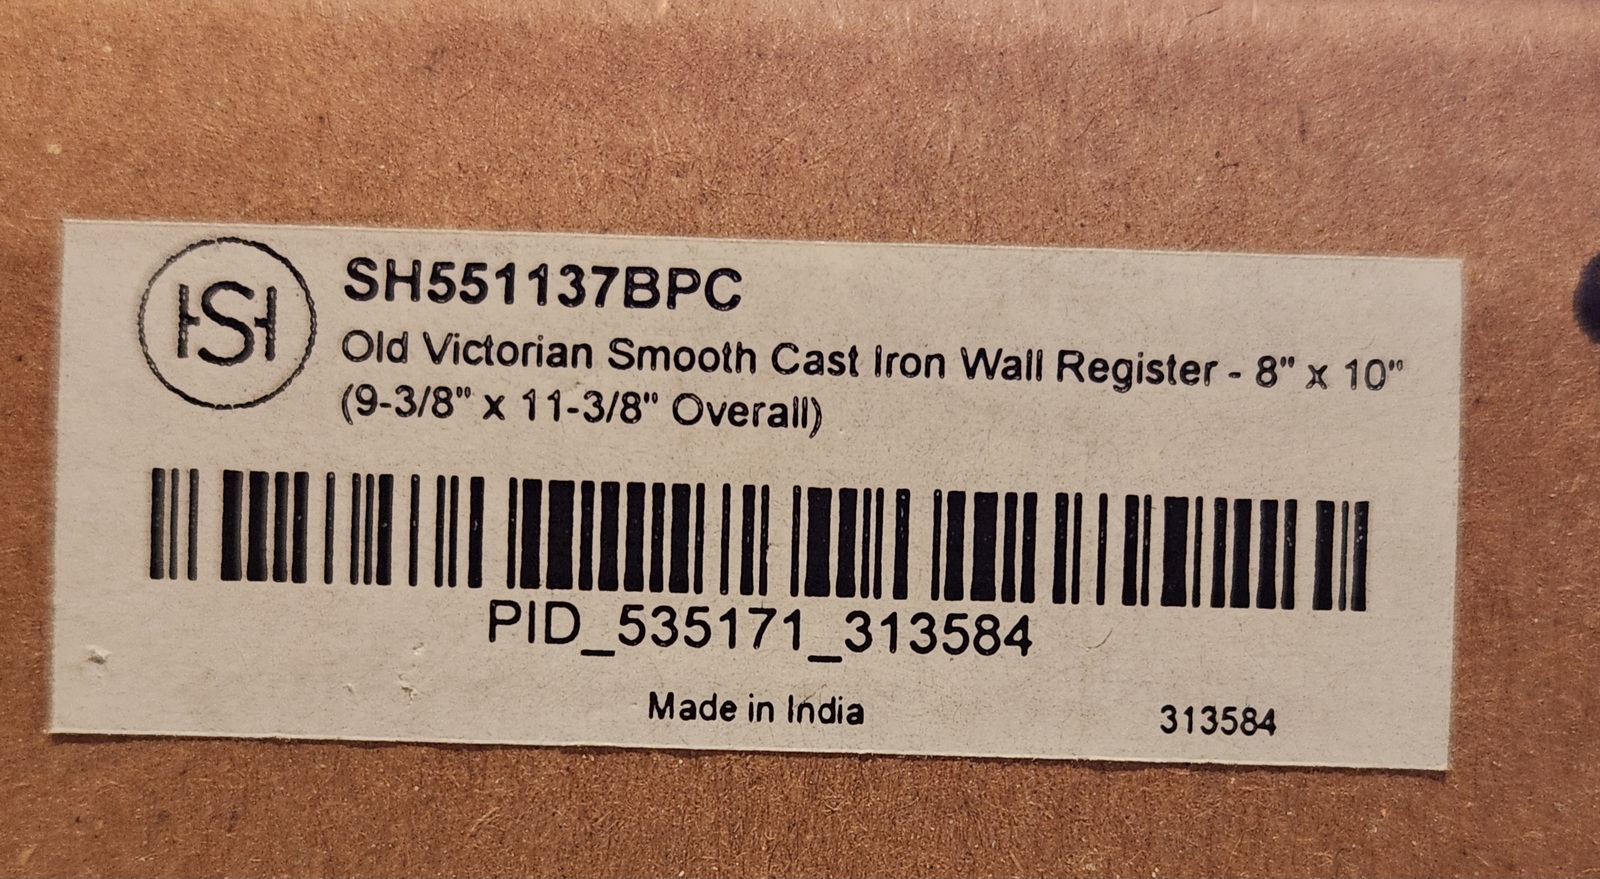 HSH
SH551137BPC
Old Victorian Smooth Cast Iron Wall Register - 8" x 10"
(9-3/8" x 11-3/8" Overall)
PID_535171_313584
Made in India
313584